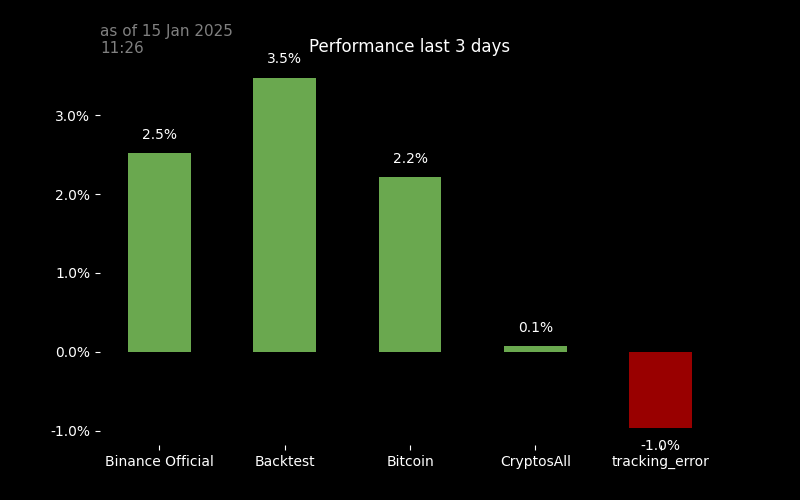 as of 15 Jan 2025
11:26
Performance last 3 days
3.5%
3.0%
2.5%
2.2%
2.0%
1.0%
0.1%
0.0%
-1.0%
-1.0%
Binance Official
Backtest
Bitcoin
CryptosAll
tracking_error